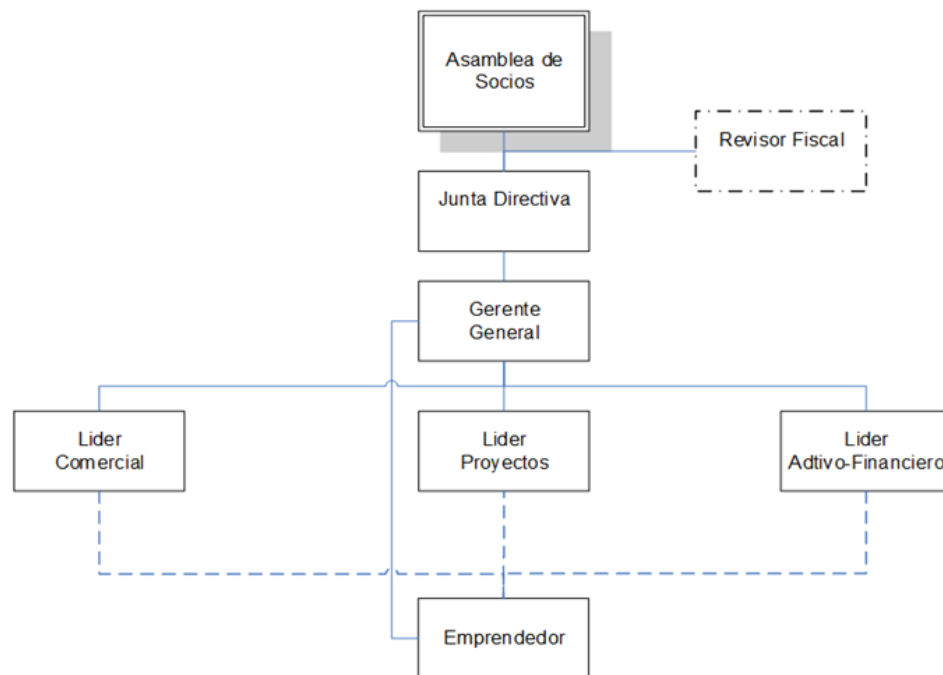 Asamblea de
Socios
Revisor Fiscal
Junta Directiva
Gerente
General
Lider
Comercial
Lider
Proyectos
Lider
Adtivo-Financiero
Emprendedor